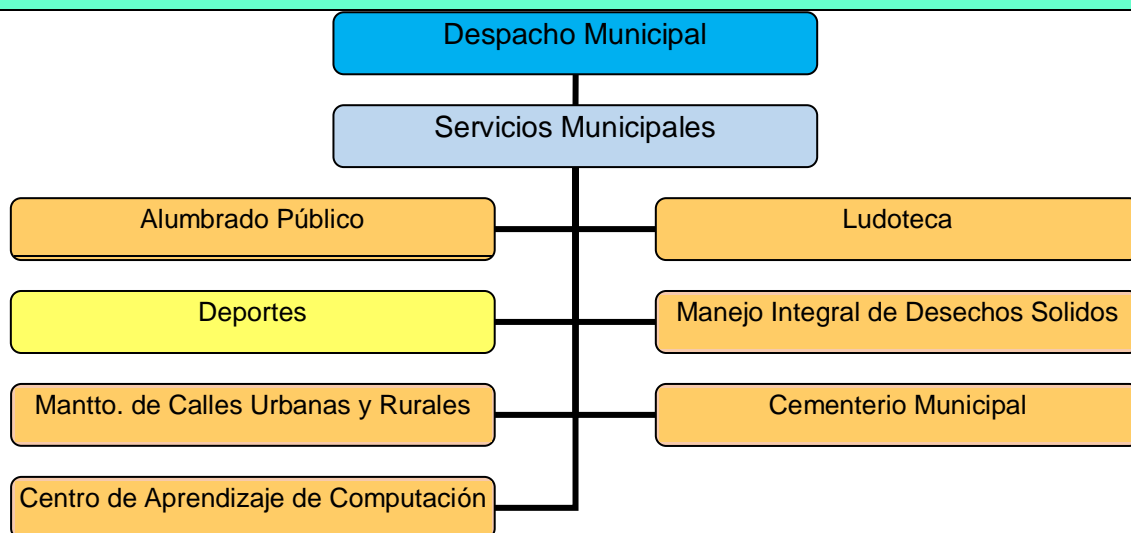 Despacho Municipal
Servicios Municipales
Alumbrado Público
Ludoteca
Deportes
Manejo Integral de Desechos Solidos
Mantto. de Calles Urbanas y Rurales
Cementerio Municipal
Centro de Aprendizaje de Computación